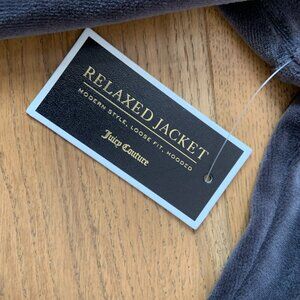 RELAXED JACKET
MODERN STYLE, LOOSE FIT, HOODED
Juicy Couture